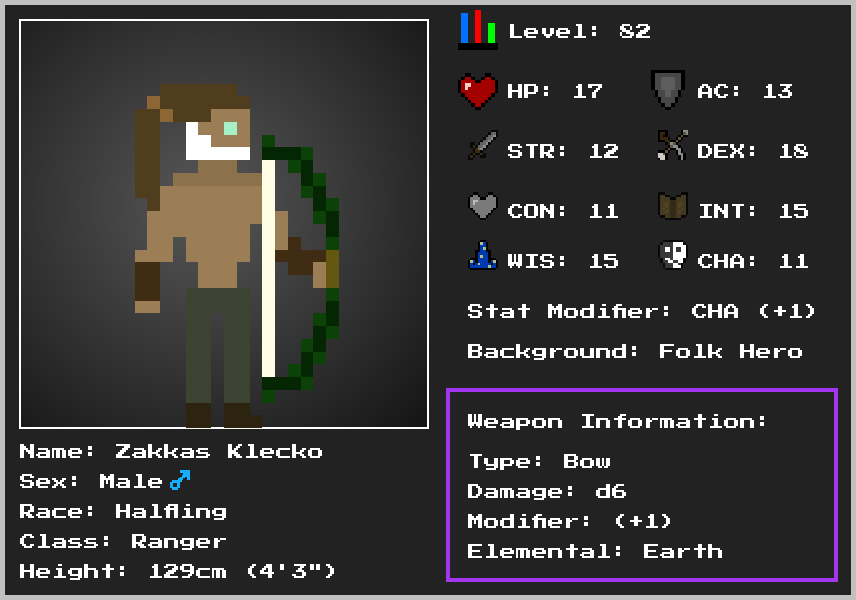 Level: 82
HP: 17
AC: 13
STR: 12
DEX: 18
CON: 11
INT: 15
WIS: 15
CHA: 11
Stat Modifier: CHA (+1)
Background: Folk Hero
Weapon Information:
Type: Bow
Damage: d6
Modifier: (+1)
Elemental: Earth
Name: Zakkas Klecko
Sex: Male♂
Race: Halfling
Class: Ranger
Height: 129cm (4'3")